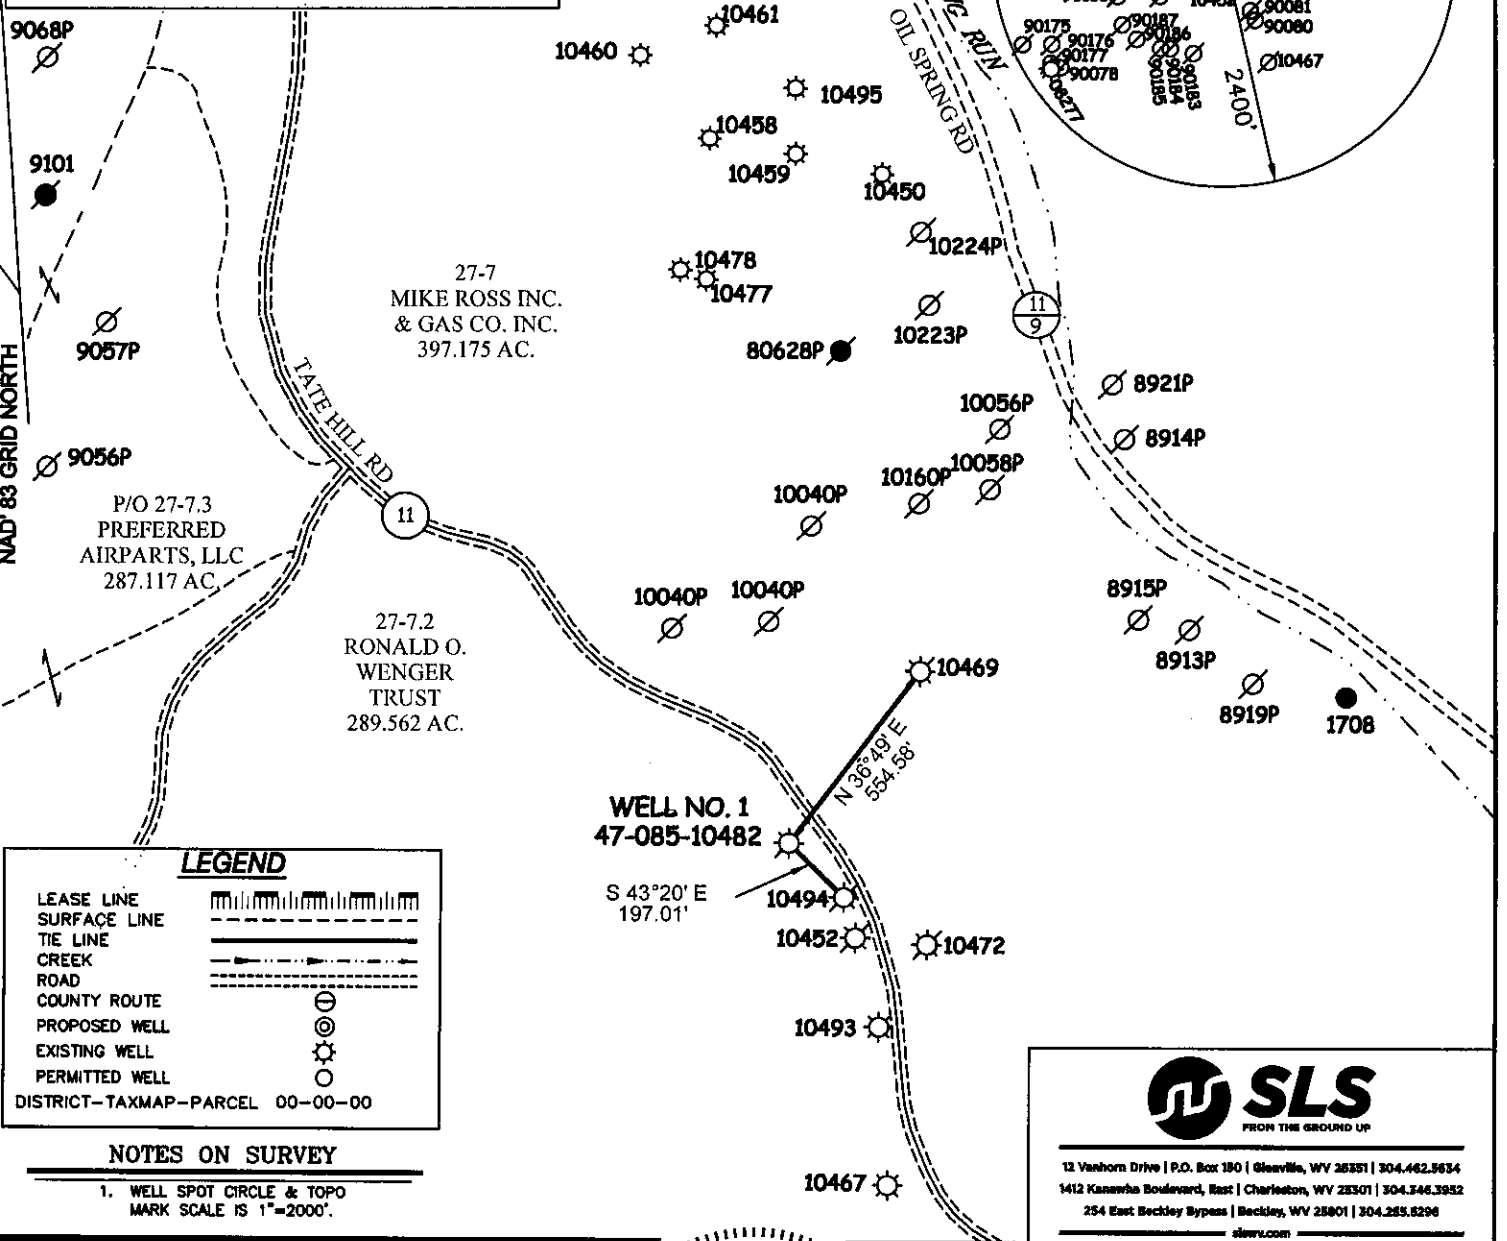 9068P
9101
9057P
9056P
NAD' 83 GRID NORTH
10460
10461
10495
10458
10459
10450
10478
10477
10224P
10223P
80628P
OIL SPRING RD
RUN
90175
90176
90177
90078
90187
90186
90185
90184
90183
90081
90080
10467
2400'
11
9
27-7
MIKE ROSS INC.
& GAS CO. INC.
397.175 AC.
TATE HILL RD
11
8921P
8914P
10056P
10058P
10160P
10040P
10040P
10040P
P/O 27-7.3
PREFERRED
AIRPARTS, LLC
287.117 AC.
27-7.2
RONALD O.
WENGER
TRUST
289.562 AC.
8915P
8913P
8919P
1708
10469
N 36°49' E
554.58'
WELL NO. 1
47-085-10482
S 43°20' E
197.01'
10494
10452
10472
10493
10467
LEGEND
LEASE LINE
SURFACE LINE
TIE LINE
CREEK
ROAD
COUNTY ROUTE
PROPOSED WELL
EXISTING WELL
PERMITTED WELL
DISTRICT-TAXMAP-PARCEL 00-00-00
NOTES ON SURVEY
1. WELL SPOT CIRCLE & TOPO
MARK SCALE IS 1"=2000'.
SLS
FROM THE GROUND UP
12 Vanhorn Drive | P.O. Box 150 | Glenville, WV 26351 | 304.462.5634
1412 Kanawha Boulevard, East | Charleston, WV 25301 | 304.346.3952
254 East Beckley Bypass | Beckley, WV 25801 | 304.255.5296
slswv.com